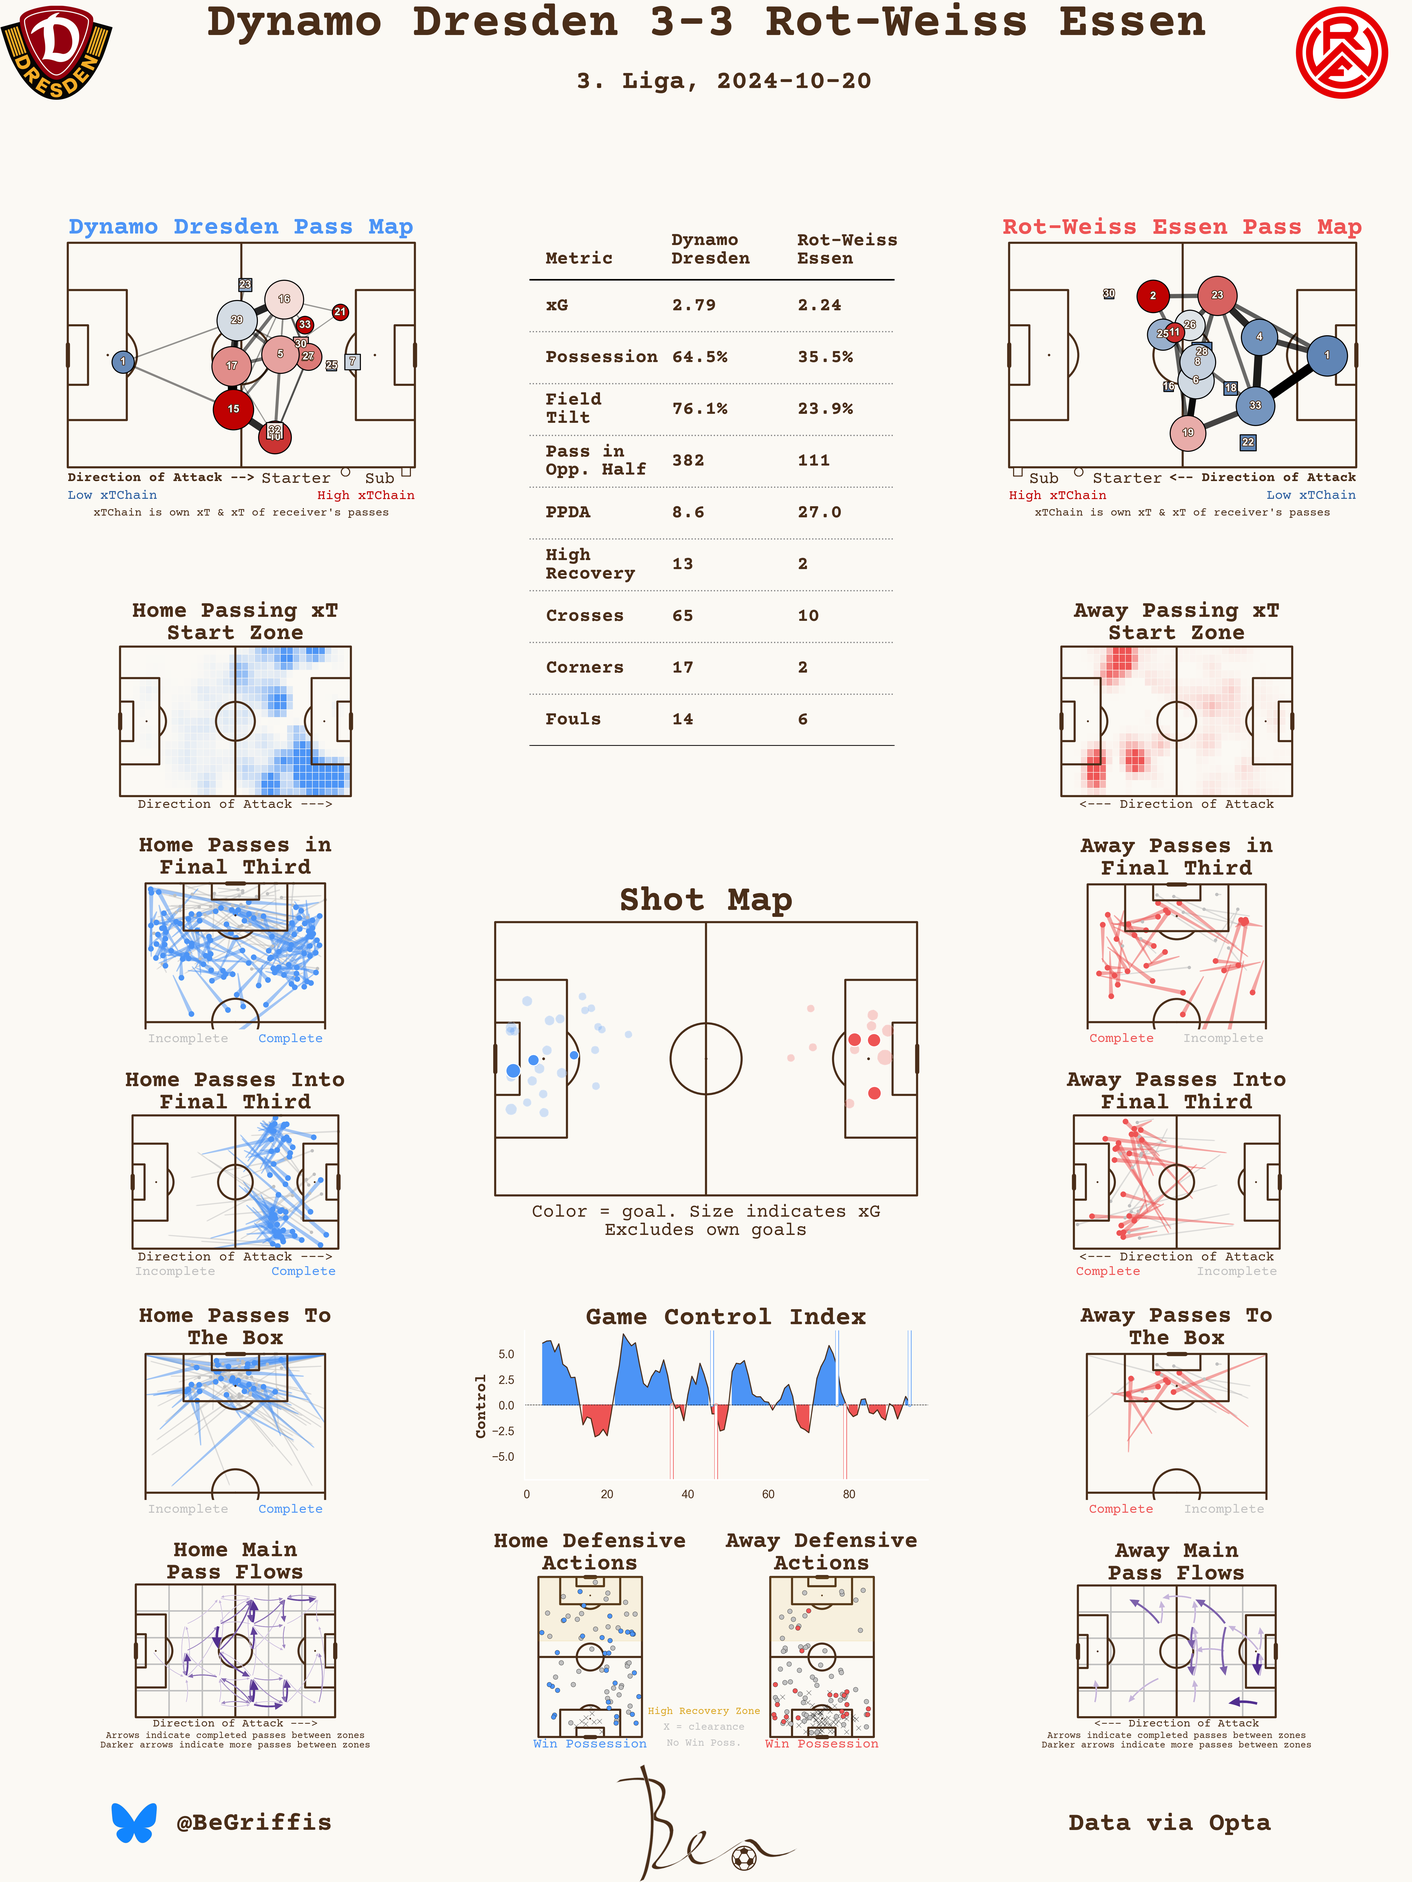 Dynamo Dresden 3-3 Rot-Weiss Essen
3. Liga, 2024-10-20
D
DRESDEN
RWE
Dynamo Dresden Pass Map
23
16
21
29
33
30
5
27
25
7
1
17
15
32
10
Direction of Attack --> Starter Sub
Low xTChain High xTChain
xTChain is own xT & xT of receiver's passes
Metric Dynamo Dresden Rot-Weiss Essen
xG 2.79 2.24
Possession 64.5% 35.5%
Field Tilt 76.1% 23.9%
Pass in Opp. Half 382 111
PPDA 8.6 27.0
High Recovery 13 2
Crosses 65 10
Corners 17 2
Fouls 14 6
Rot-Weiss Essen Pass Map
30
2
23
25
11
26
4
28
8
1
16
6
18
33
19
22
Sub Starter <-- Direction of Attack
High xTChain Low xTChain
xTChain is own xT & xT of receiver's passes
Home Passing xT
Start Zone
Direction of Attack --->
Away Passing xT
Start Zone
<--- Direction of Attack
Home Passes in
Final Third
Incomplete Complete
Away Passes in
Final Third
Complete Incomplete
Shot Map
Color = goal. Size indicates xG
Excludes own goals
Home Passes Into
Final Third
Direction of Attack --->
Incomplete Complete
Away Passes Into
Final Third
<--- Direction of Attack
Complete Incomplete
Home Passes To
The Box
Incomplete Complete
Game Control Index
Control
5.0
2.5
0.0
−2.5
−5.0
0 20 40 60 80
Away Passes To
The Box
Complete Incomplete
Home Main
Pass Flows
Direction of Attack --->
Arrows indicate completed passes between zones
Darker arrows indicate more passes between zones
Home Defensive
Actions
Win Possession
Away Defensive
Actions
Win Possession
High Recovery Zone
X = clearance
No Win Poss.
Away Main
Pass Flows
<--- Direction of Attack
Arrows indicate completed passes between zones
Darker arrows indicate more passes between zones
@BeGriffis
Ben
Data via Opta